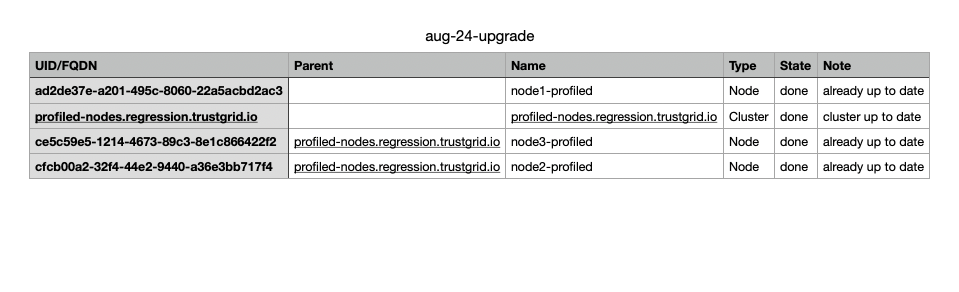 aug-24-upgrade
UID/FQDN Parent Name Type State Note
ad2de37e-a201-495c-8060-22a5acbd2ac3 node1-profiled Node done already up to date
profiled-nodes.regression.trustgrid.io profiled-nodes.regression.trustgrid.io Cluster done cluster up to date
ce5c59e5-1214-4673-89c3-8e1c866422f2 profiled-nodes.regression.trustgrid.io node3-profiled Node done already up to date
cfcb00a2-32f4-44e2-9440-a36e3bb717f4 profiled-nodes.regression.trustgrid.io node2-profiled Node done already up to date